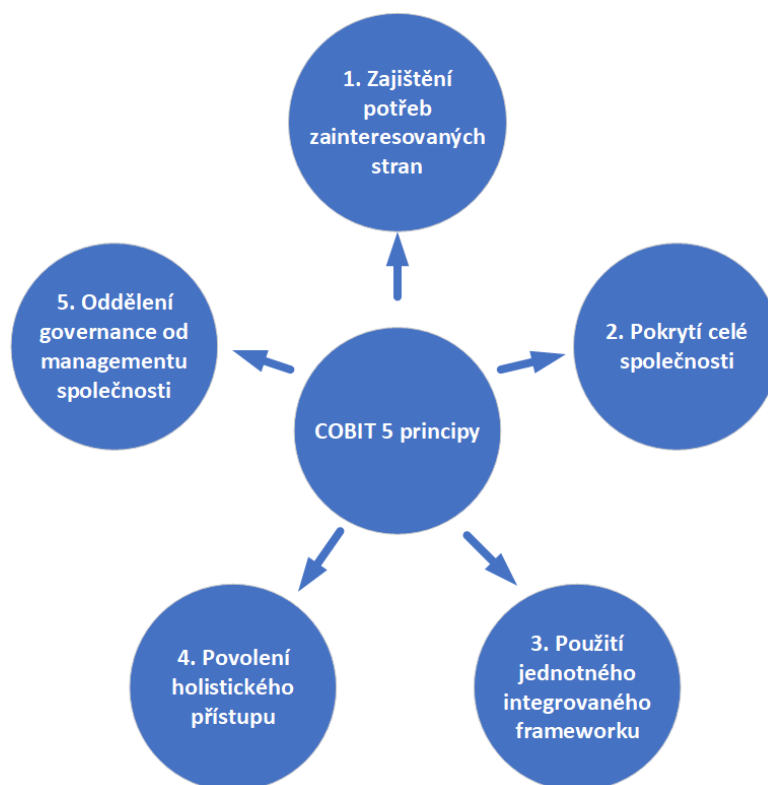 1. Zajištění
potřeb
zainteresovaných
stran
5. Oddělení
governance od
managementu
společnosti
2. Pokrytí celé
společnosti
COBIT 5 principy
4. Povolení
holistického
přístupu
3. Použití
jednotného
integrovaného
frameworku